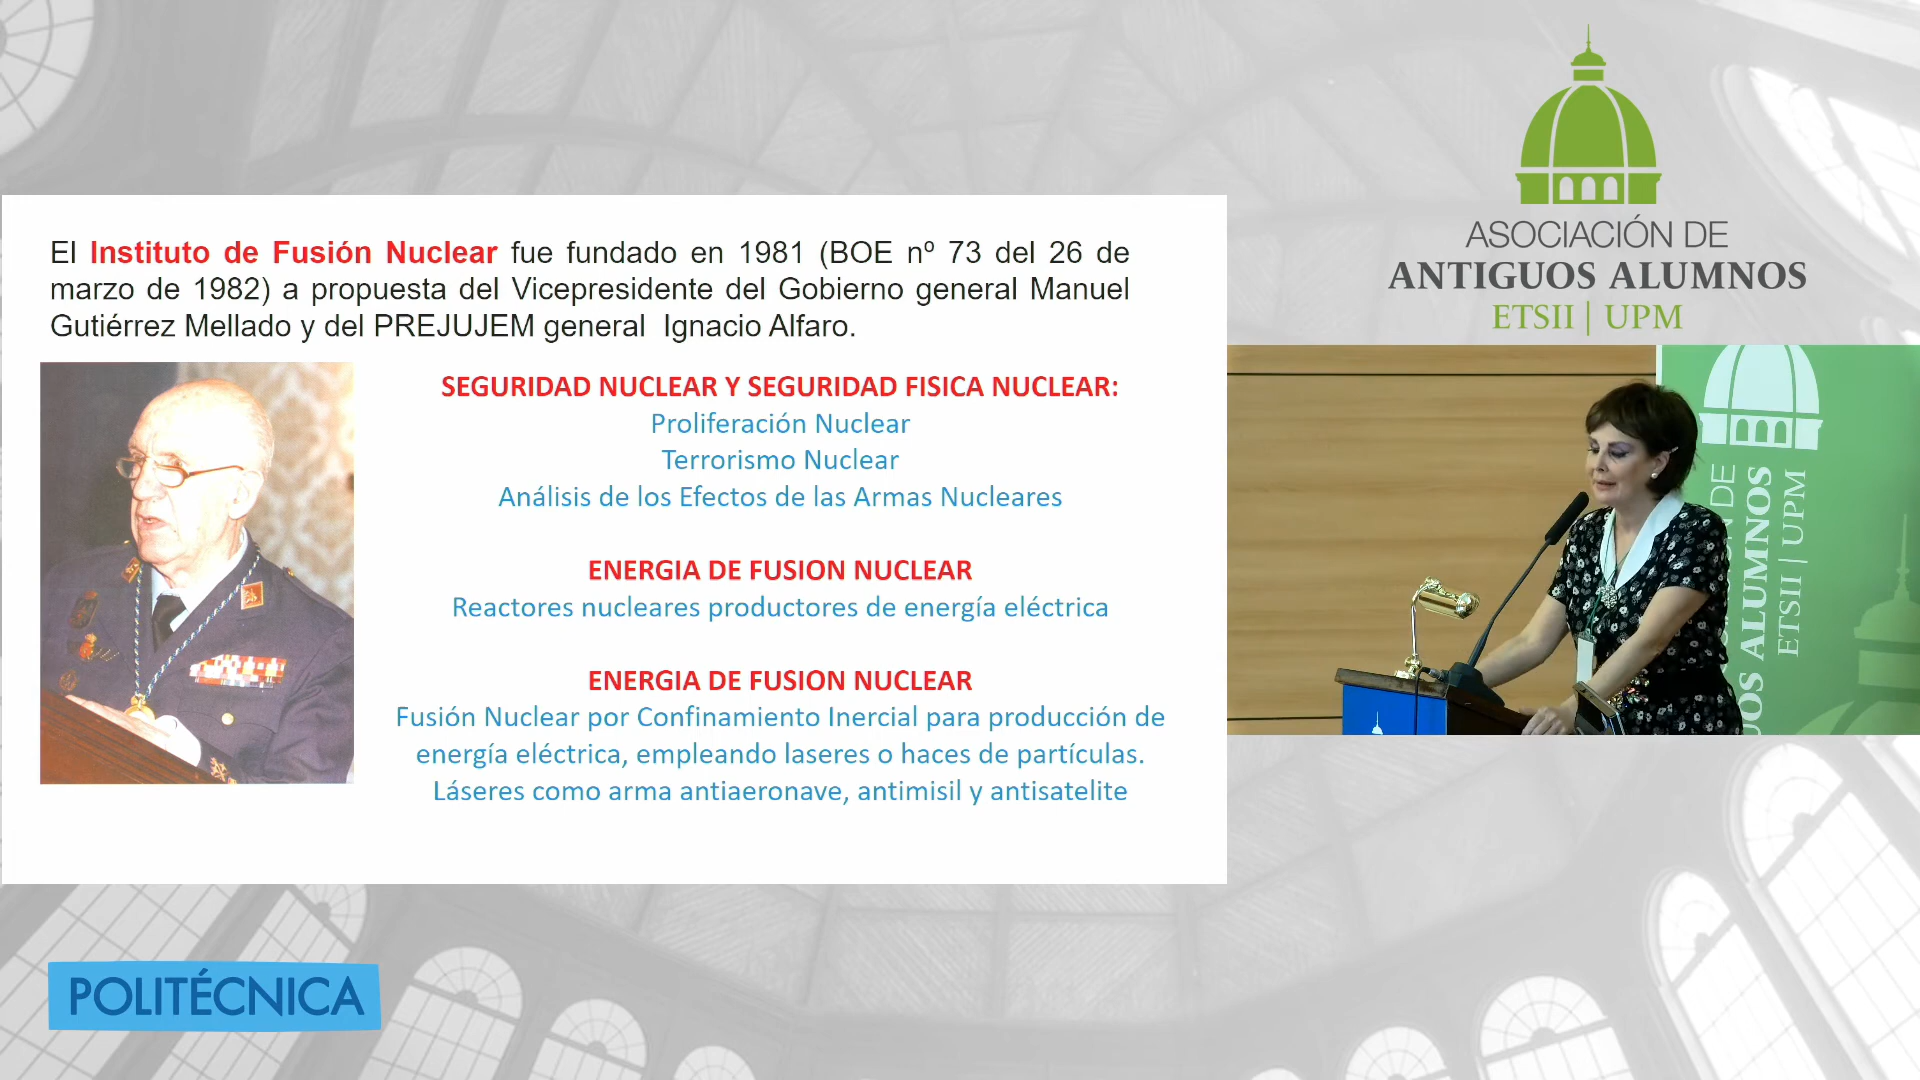 El Instituto de Fusión Nuclear fue fundado en 1981 (BOE nº 73 del 26 de
marzo de 1982) a propuesta del Vicepresidente del Gobierno general Manuel
Gutiérrez Mellado y del PREJUJEM general Ignacio Alfaro.
SEGURIDAD NUCLEAR Y SEGURIDAD FISICA NUCLEAR:
Proliferación Nuclear
Terrorismo Nuclear
Análisis de los Efectos de las Armas Nucleares
ENERGIA DE FUSION NUCLEAR
Reactores nucleares productores de energía eléctrica
ENERGIA DE FUSION NUCLEAR
Fusión Nuclear por Confinamiento Inercial para producción de
energía eléctrica, empleando laseres o haces de partículas.
Láseres como arma antiaeronave, antimisil y antisatelite
ASOCIACIÓN DE
ANTIGUOS ALUMNOS
ETSII | UPM
DE
OS ALUMNOS
ETSII | UPM
POLITÉCNICA